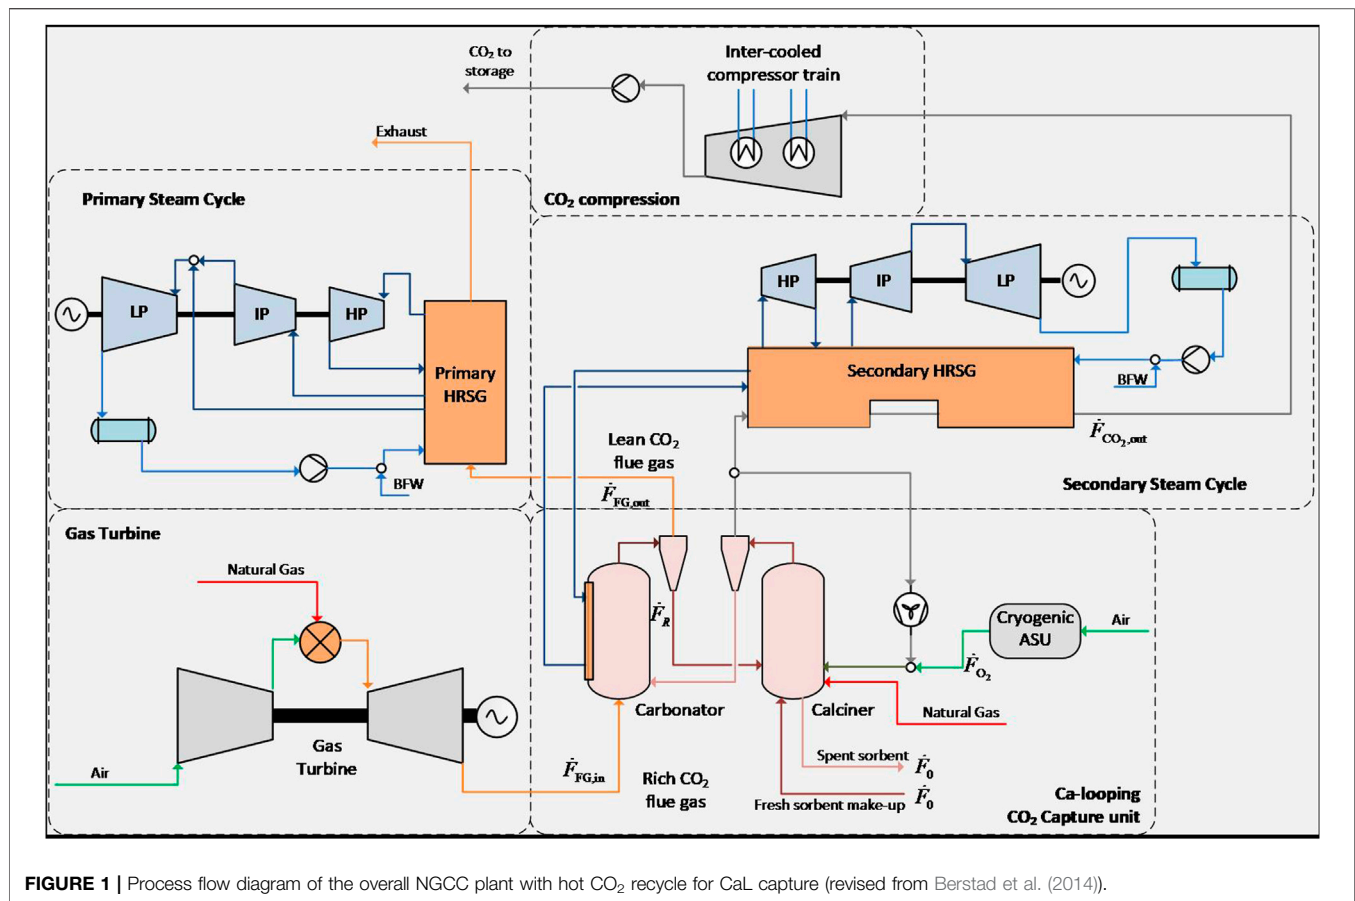 CO₂ to
storage
Inter-cooled
compressor train
Exhaust
Primary Steam Cycle
CO₂ compression
LP
IP
HP
Primary
HRSG
BFW
HP
IP
LP
Secondary HRSG
BFW
Ḟ_CO₂,out
Secondary Steam Cycle
Lean CO₂
flue gas
Ḟ_FG,out
Gas Turbine
Natural Gas
Gas
Turbine
Air
Ḟ_FG,in
Rich CO₂
flue gas
Ḟ_R
Carbonator
Calciner
Cryogenic
ASU
Air
Ḟ_O₂
Natural Gas
Spent sorbent
Ḟ₀
Fresh sorbent make-up
Ḟ₀
Ca-looping
CO₂ Capture unit
FIGURE 1 | Process flow diagram of the overall NGCC plant with hot CO₂ recycle for CaL capture (revised from Berstad et al. (2014)).